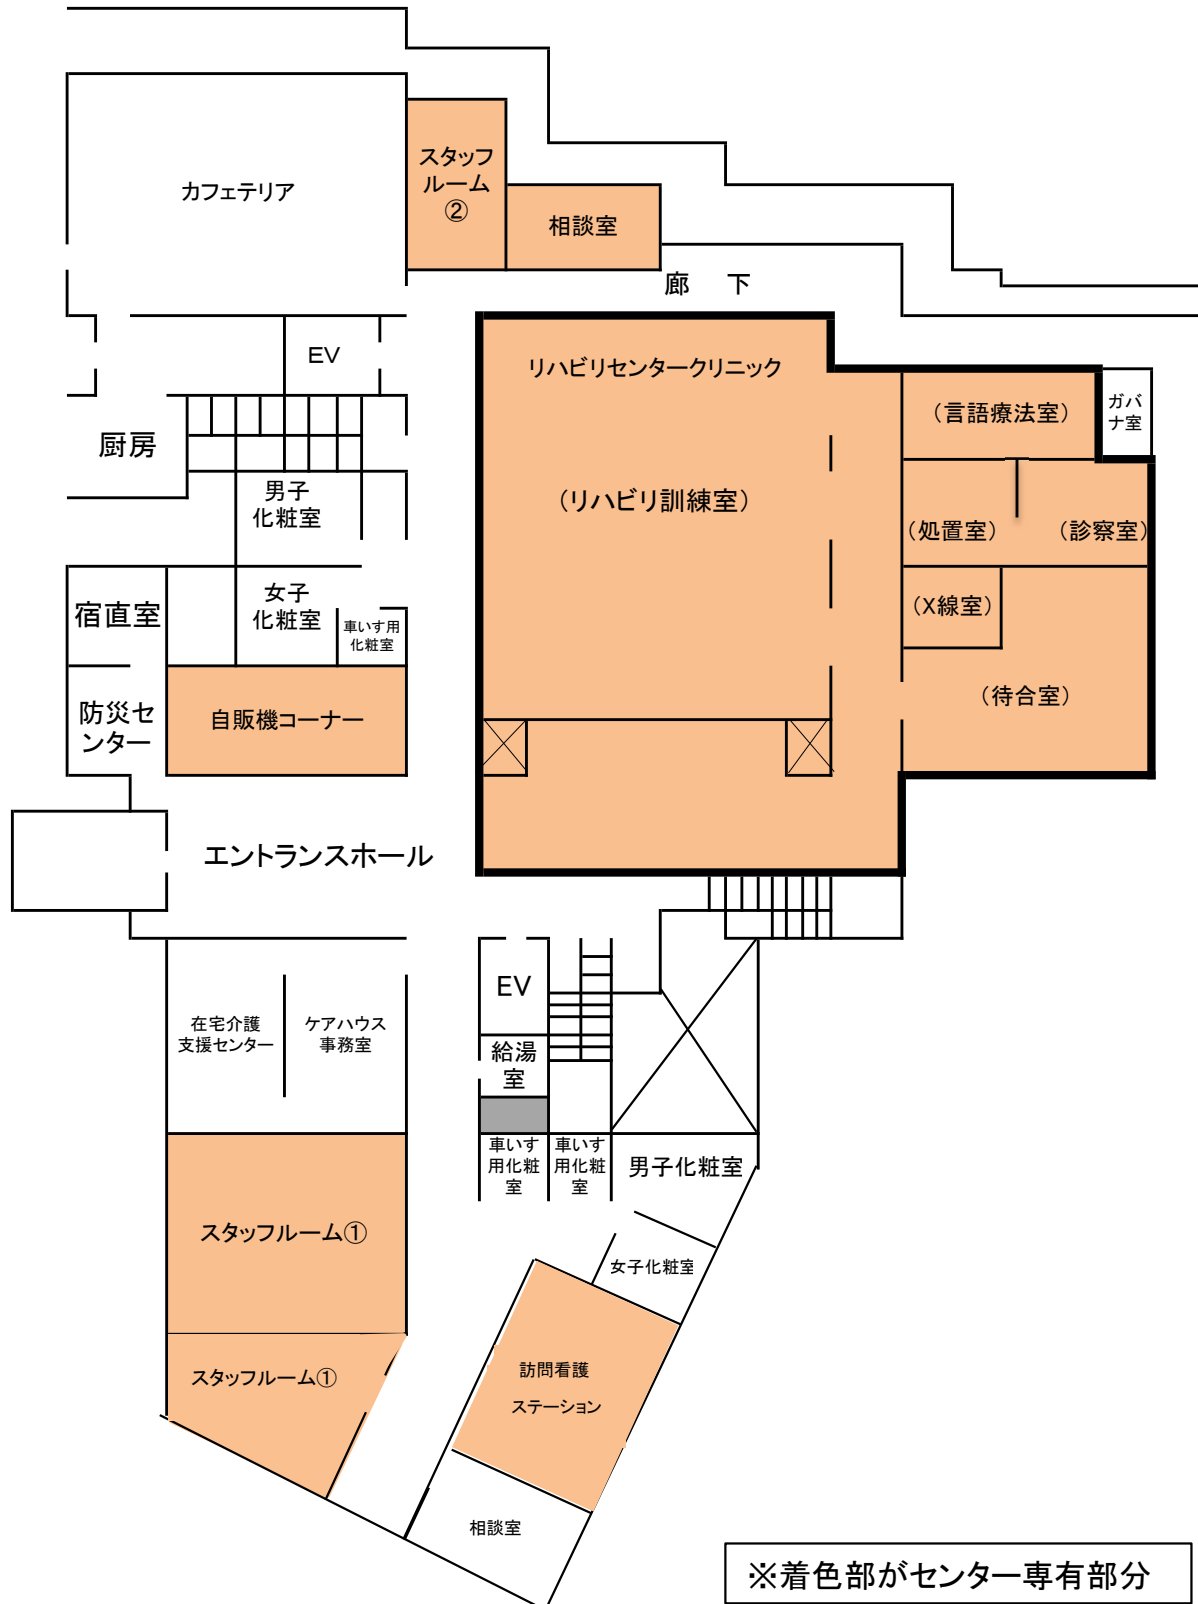 スタッフ
ルーム
②
カフェテリア
相談室
廊　下
EV
リハビリセンタークリニック
（言語療法室）
ガバ
ナ室
厨房
男子
化粧室
（リハビリ訓練室）
（処置室）
（診察室）
宿直室
女子
化粧室
車いす用
化粧室
（X線室）
防災セ
ンター
自販機コーナー
（待合室）
エントランスホール
EV
在宅介護
支援センター
ケアハウス
事務室
給湯
室
車いす
用化粧
室
車いす
用化粧
室
男子化粧室
スタッフルーム①
女子化粧室
スタッフルーム①
訪問看護
ステーション
相談室
※着色部がセンター専有部分